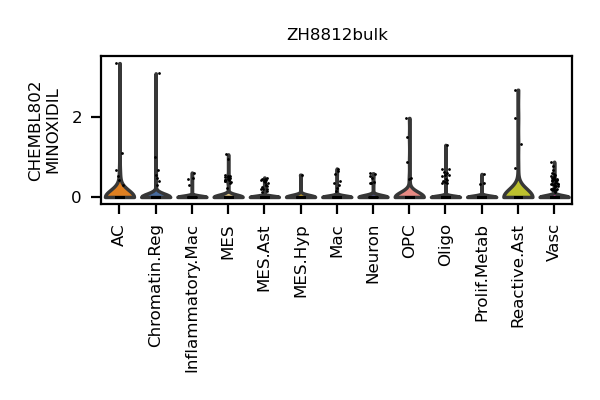 ZH8812bulk
CHEMBL802
MINOXIDIL
2
0
AC
Chromatin.Reg
Inflammatory.Mac
MES
MES.Ast
MES.Hyp
Mac
Neuron
OPC
Oligo
Prolif.Metab
Reactive.Ast
Vasc